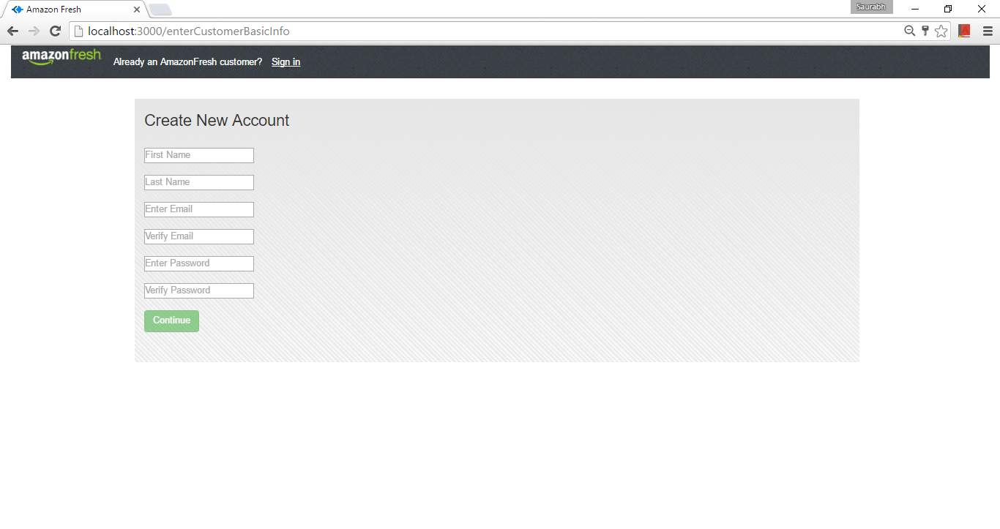 Amazon Fresh
Saurabh
localhost:3000/enterCustomerBasicInfo
amazonfresh Already an AmazonFresh customer? Sign in
Create New Account
First Name
Last Name
Enter Email
Verify Email
Enter Password
Verify Password
Continue